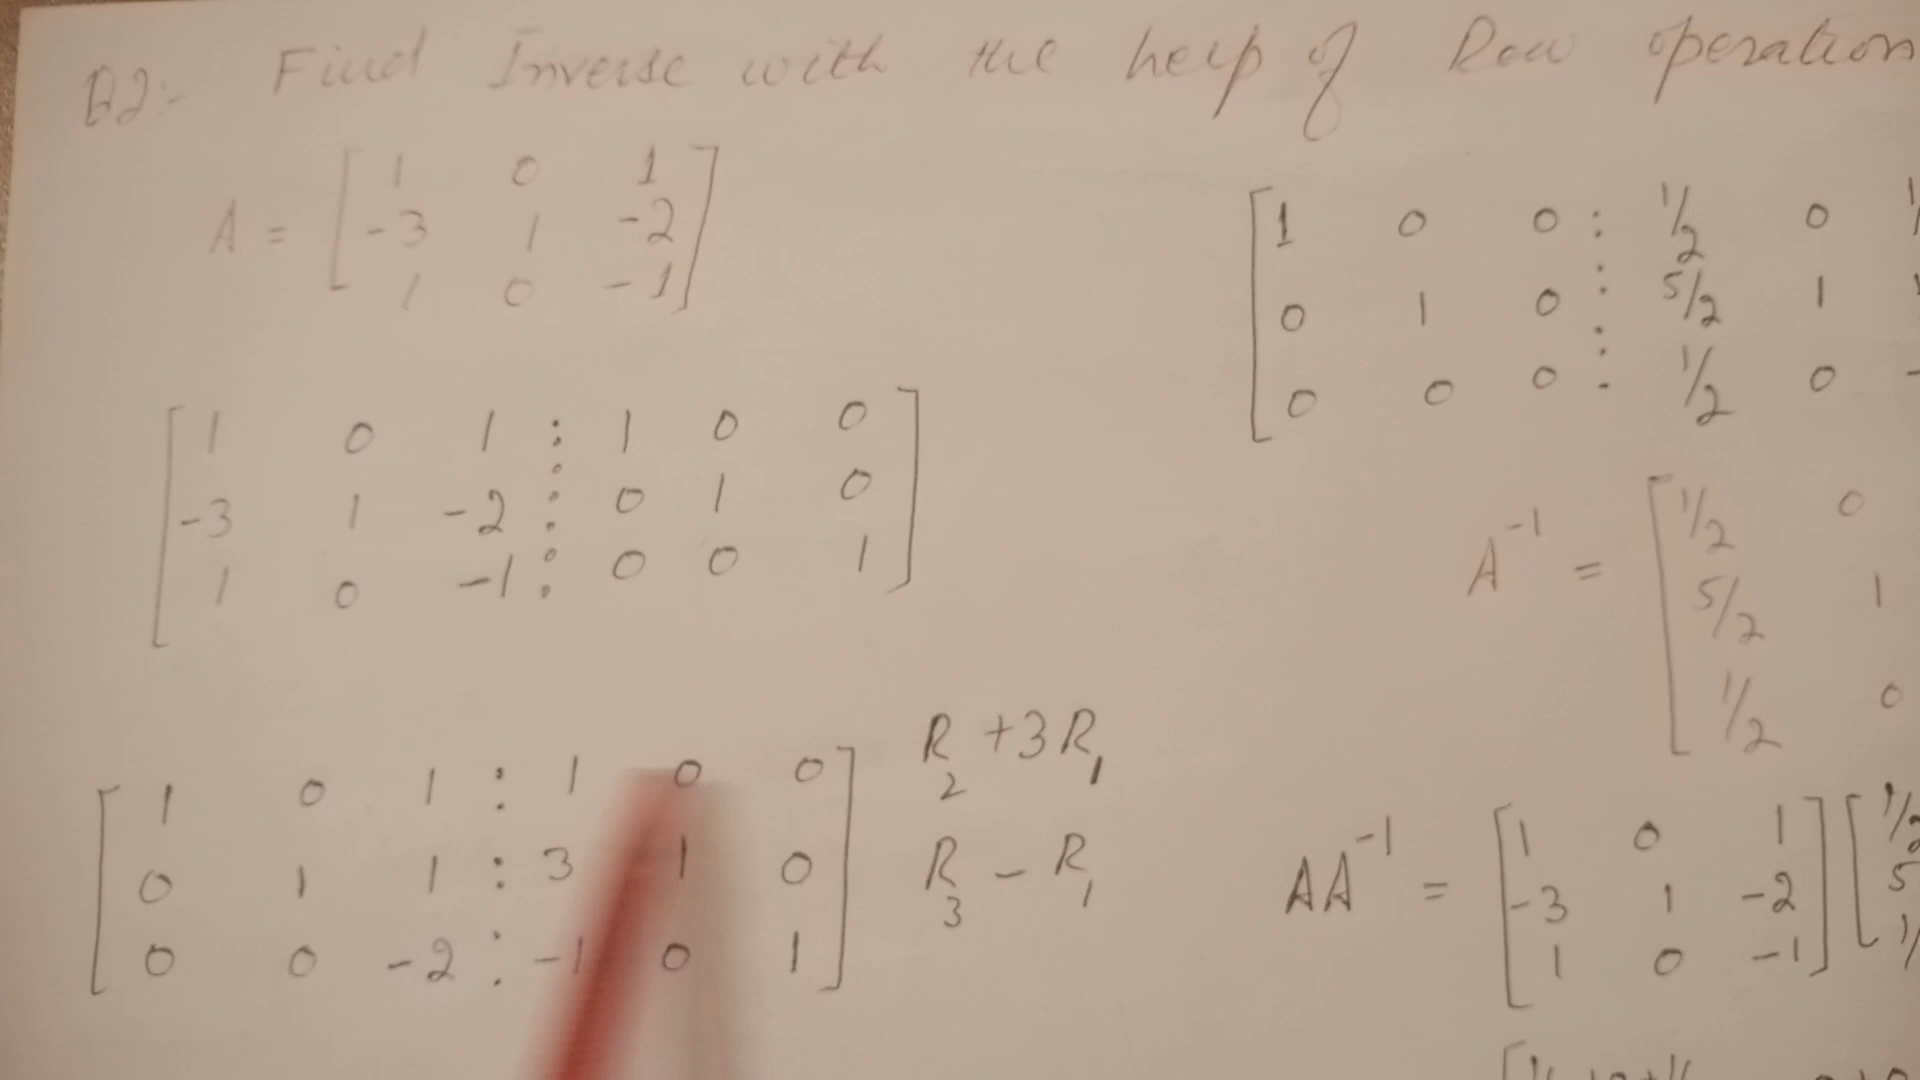 Q2:- Find Inverse with the help of Row operation
A = [ 1 0 1
-3 1 -2
1 0 -1 ]
[ 1 0 1 : 1 0 0
-3 1 -2 : 0 1 0
1 0 -1 : 0 0 1 ]
[ 1 0 1 : 1 0 0 ] R2 + 3R1
0 1 1 : 3 1 0 R3 - R1
0 0 -2 : -1 0 1
[ 1 0 0 : 1/2 0
0 1 0 : 5/2 1
0 0 0 : 1/2 0 -
A^-1 = [ 1/2 0
5/2 1
1/2 0
AA^-1 = [ 1 0 1 ] [ 1/2
-3 1 -2 5
1 0 -1 1/